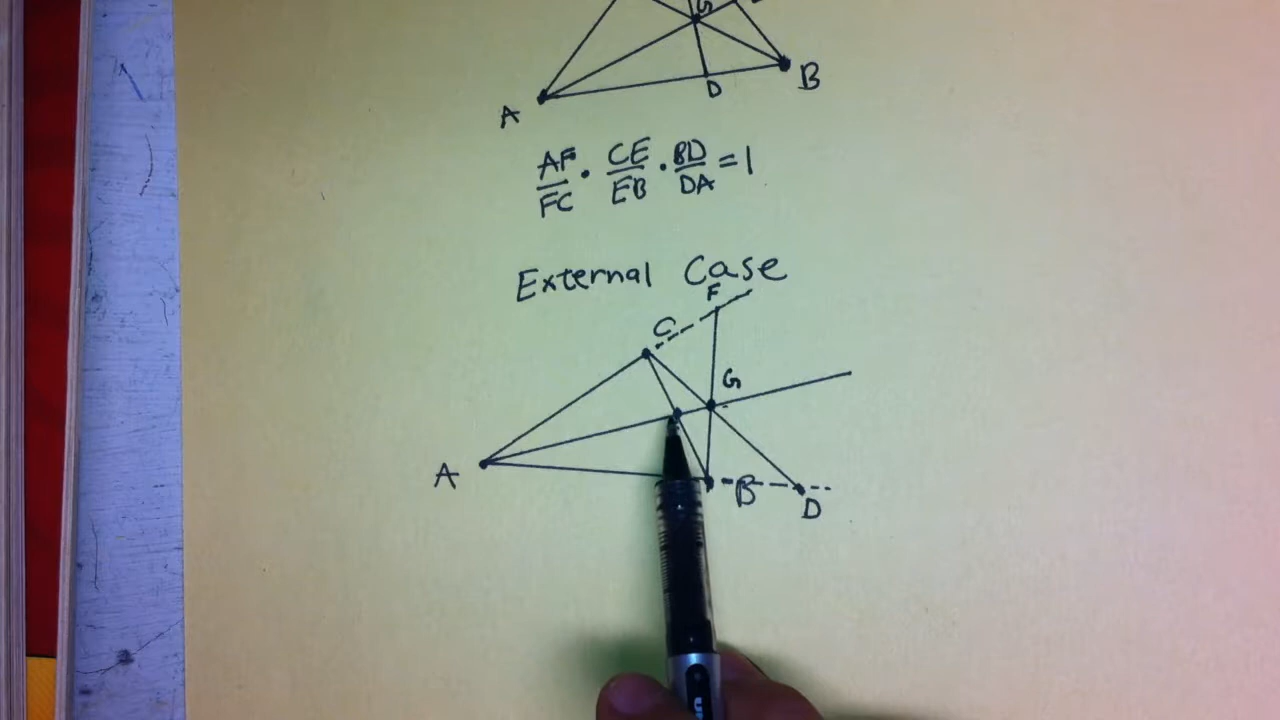 G
B
D
A
AF/FC · CE/EB · BD/DA = 1
External Case
F
C
G
A
B
D